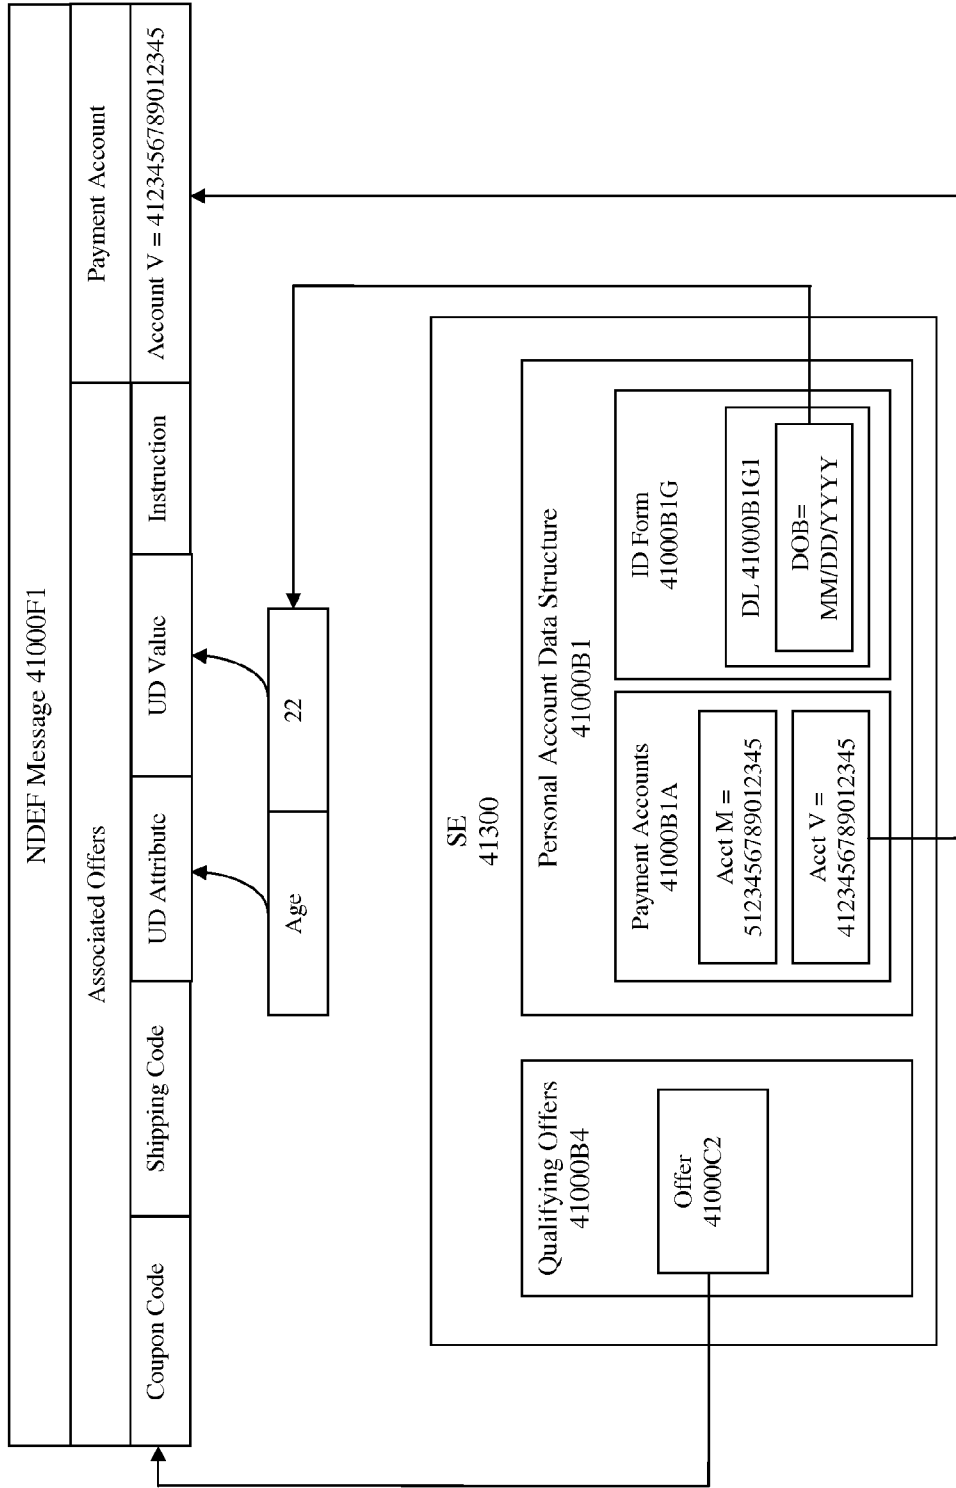 NDEF Message 41000F1
Associated Offers
Payment Account
Coupon Code
Shipping Code
UD Attribute
UD Value
Instruction
Account V = 4123456789012345
Age
22
SE
41300
Qualifying Offers
41000B4
Offer
41000C2
Personal Account Data Structure
41000B1
Payment Accounts
41000B1A
Acct M =
5123456789012345
Acct V =
4123456789012345
ID Form
41000B1G
DL 41000B1G1
DOB=
MM/DD/YYYY